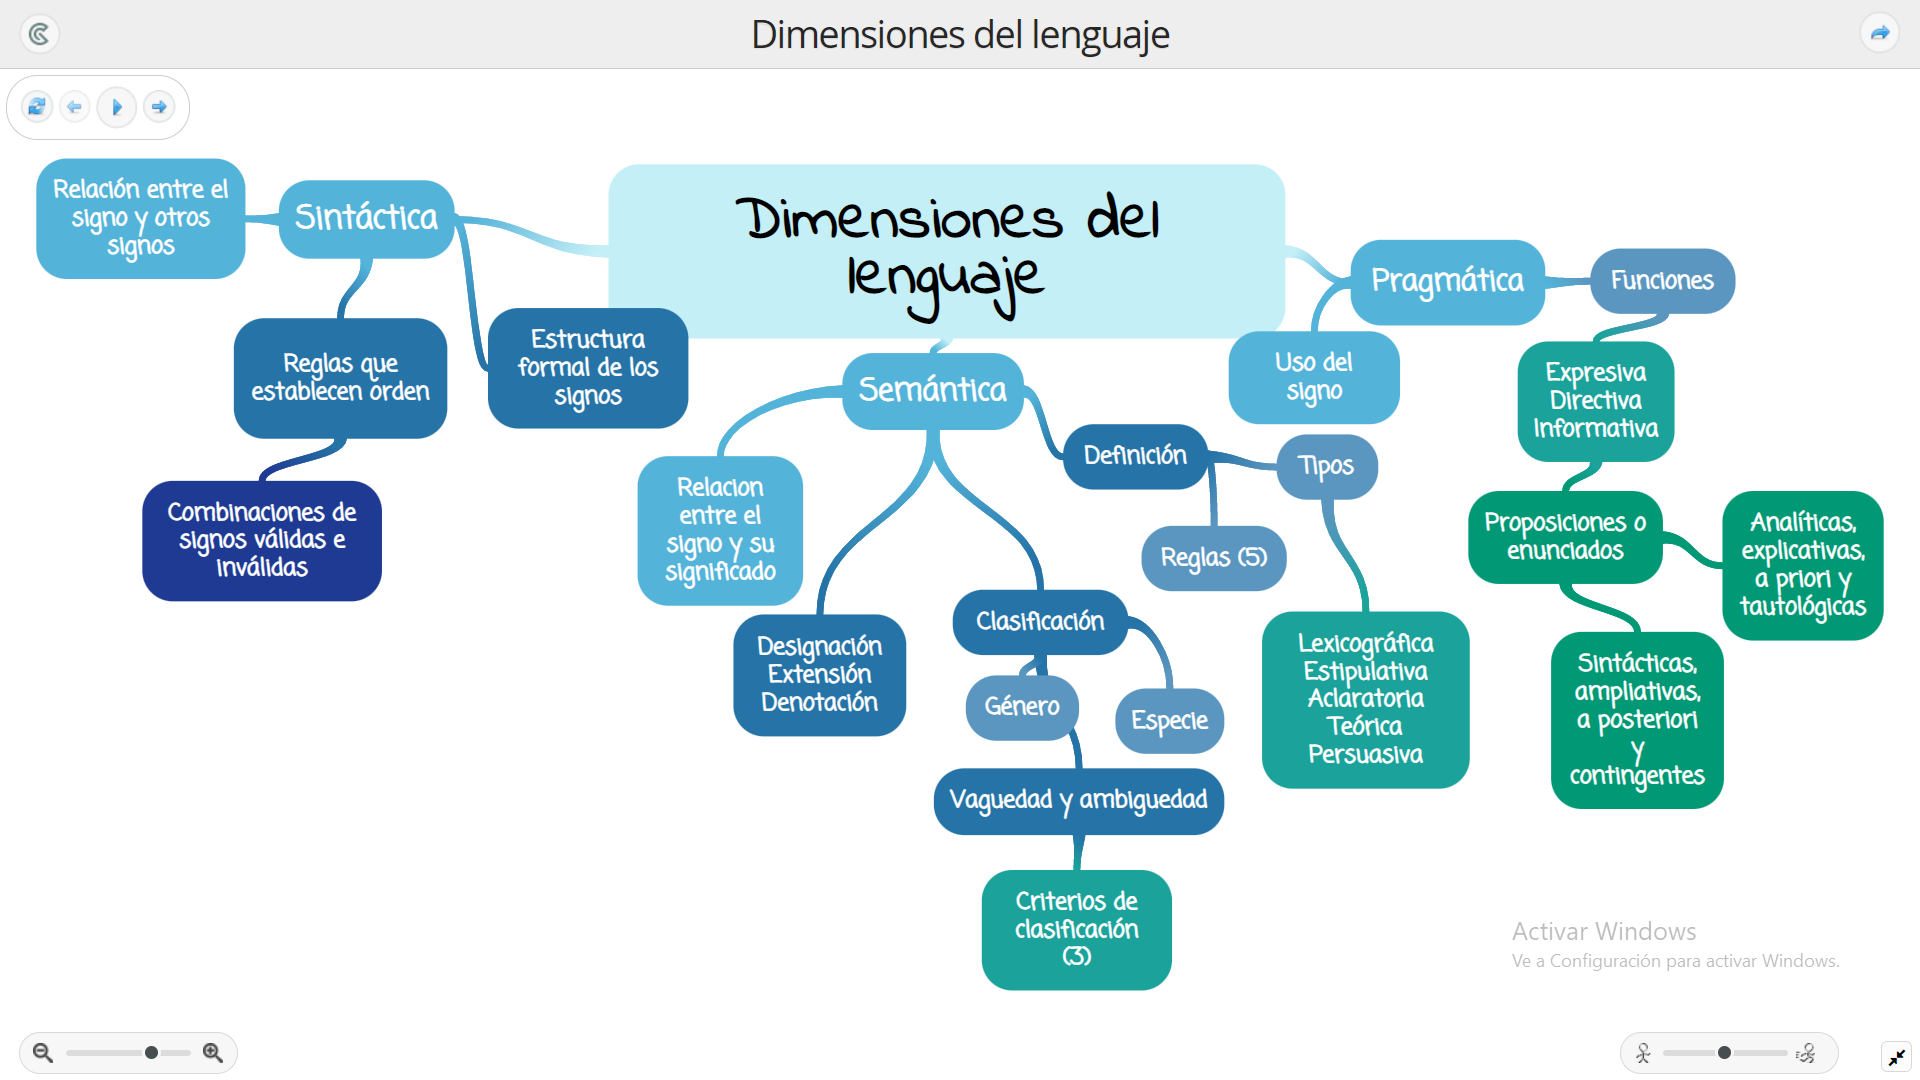 Dimensiones del lenguaje
Dimensiones del
lenguaje
Sintáctica
Relación entre el
signo y otros
signos
Reglas que
establecen orden
Combinaciones de
signos válidas e
inválidas
Estructura
formal de los
signos
Semántica
Relacion
entre el
signo y su
significado
Designación
Extensión
Denotación
Clasificación
Género
Especie
Vaguedad y ambiguedad
Criterios de
clasificación
(3)
Definición
Reglas (5)
Tipos
Lexicográfica
Estipulativa
Aclaratoria
Teórica
Persuasiva
Pragmática
Uso del
signo
Funciones
Expresiva
Directiva
Informativa
Proposiciones o
enunciados
Analíticas,
explicativas,
a priori y
tautológicas
Sintácticas,
ampliativas,
a posteriori
y
contingentes
Activar Windows
Ve a Configuración para activar Windows.